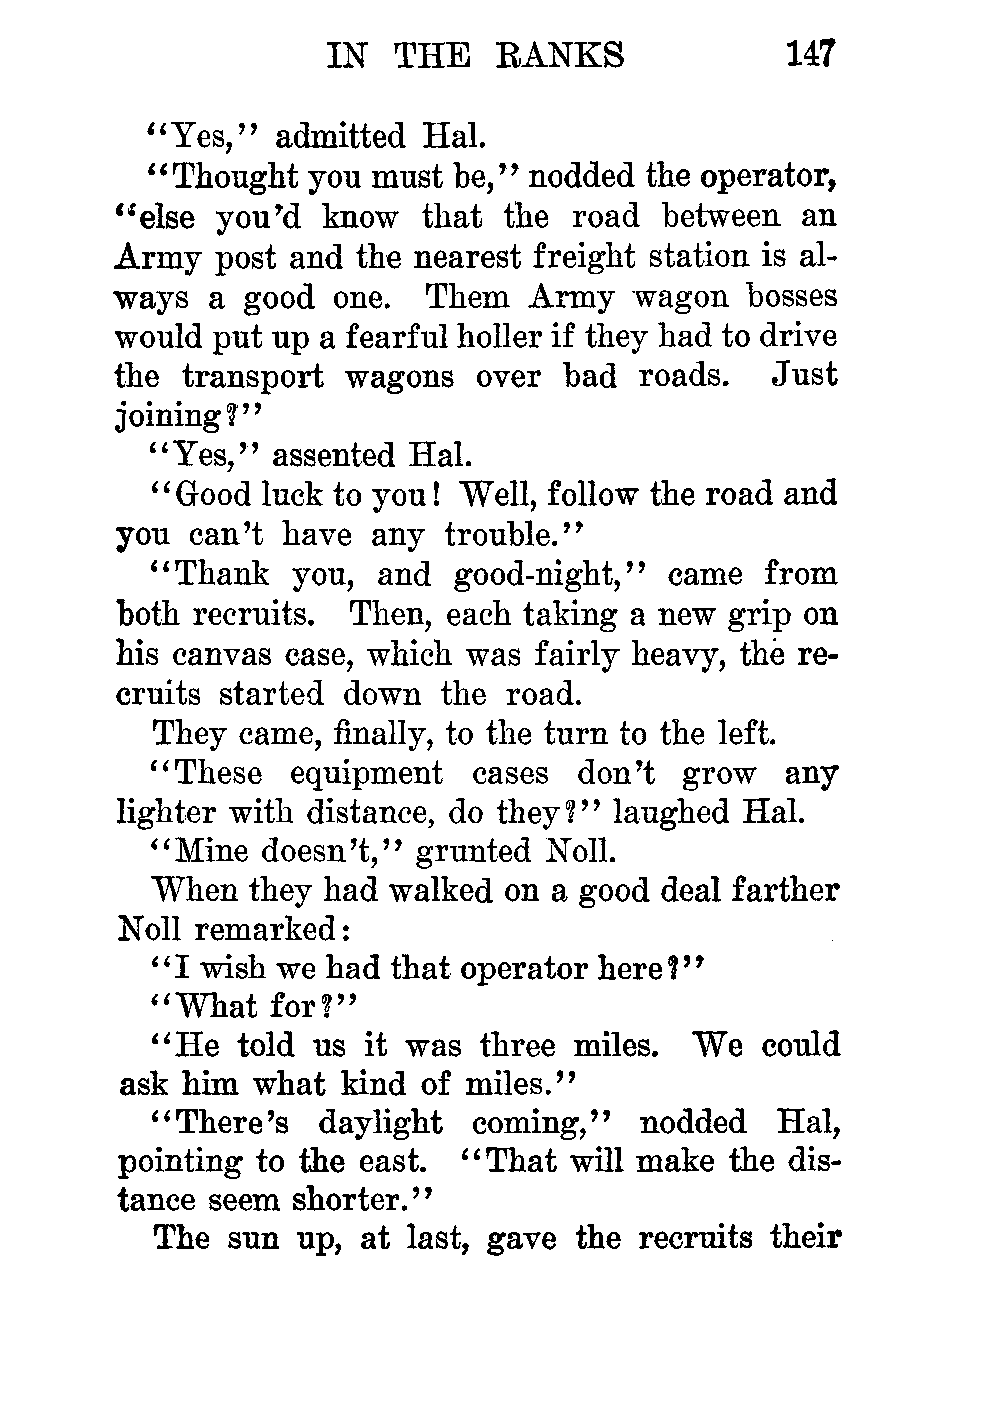 IN THE RANKS 147
“Yes,” admitted Hal.
“Thought you must be,” nodded the operator,
“else you’d know that the road between an
Army post and the nearest freight station is al-
ways a good one. Them Army wagon bosses
would put up a fearful holler if they had to drive
the transport wagons over bad roads. Just
joining?”
“Yes,” assented Hal.
“Good luck to you! Well, follow the road and
you can’t have any trouble.”
“Thank you, and good-night,” came from
both recruits. Then, each taking a new grip on
his canvas case, which was fairly heavy, the re-
cruits started down the road.
They came, finally, to the turn to the left.
“These equipment cases don’t grow any
lighter with distance, do they?” laughed Hal.
“Mine doesn’t,” grunted Noll.
When they had walked on a good deal farther
Noll remarked:
“I wish we had that operator here?”
“What for?”
“He told us it was three miles. We could
ask him what kind of miles.”
“There’s daylight coming,” nodded Hal,
pointing to the east. “That will make the dis-
tance seem shorter.”
The sun up, at last, gave the recruits their